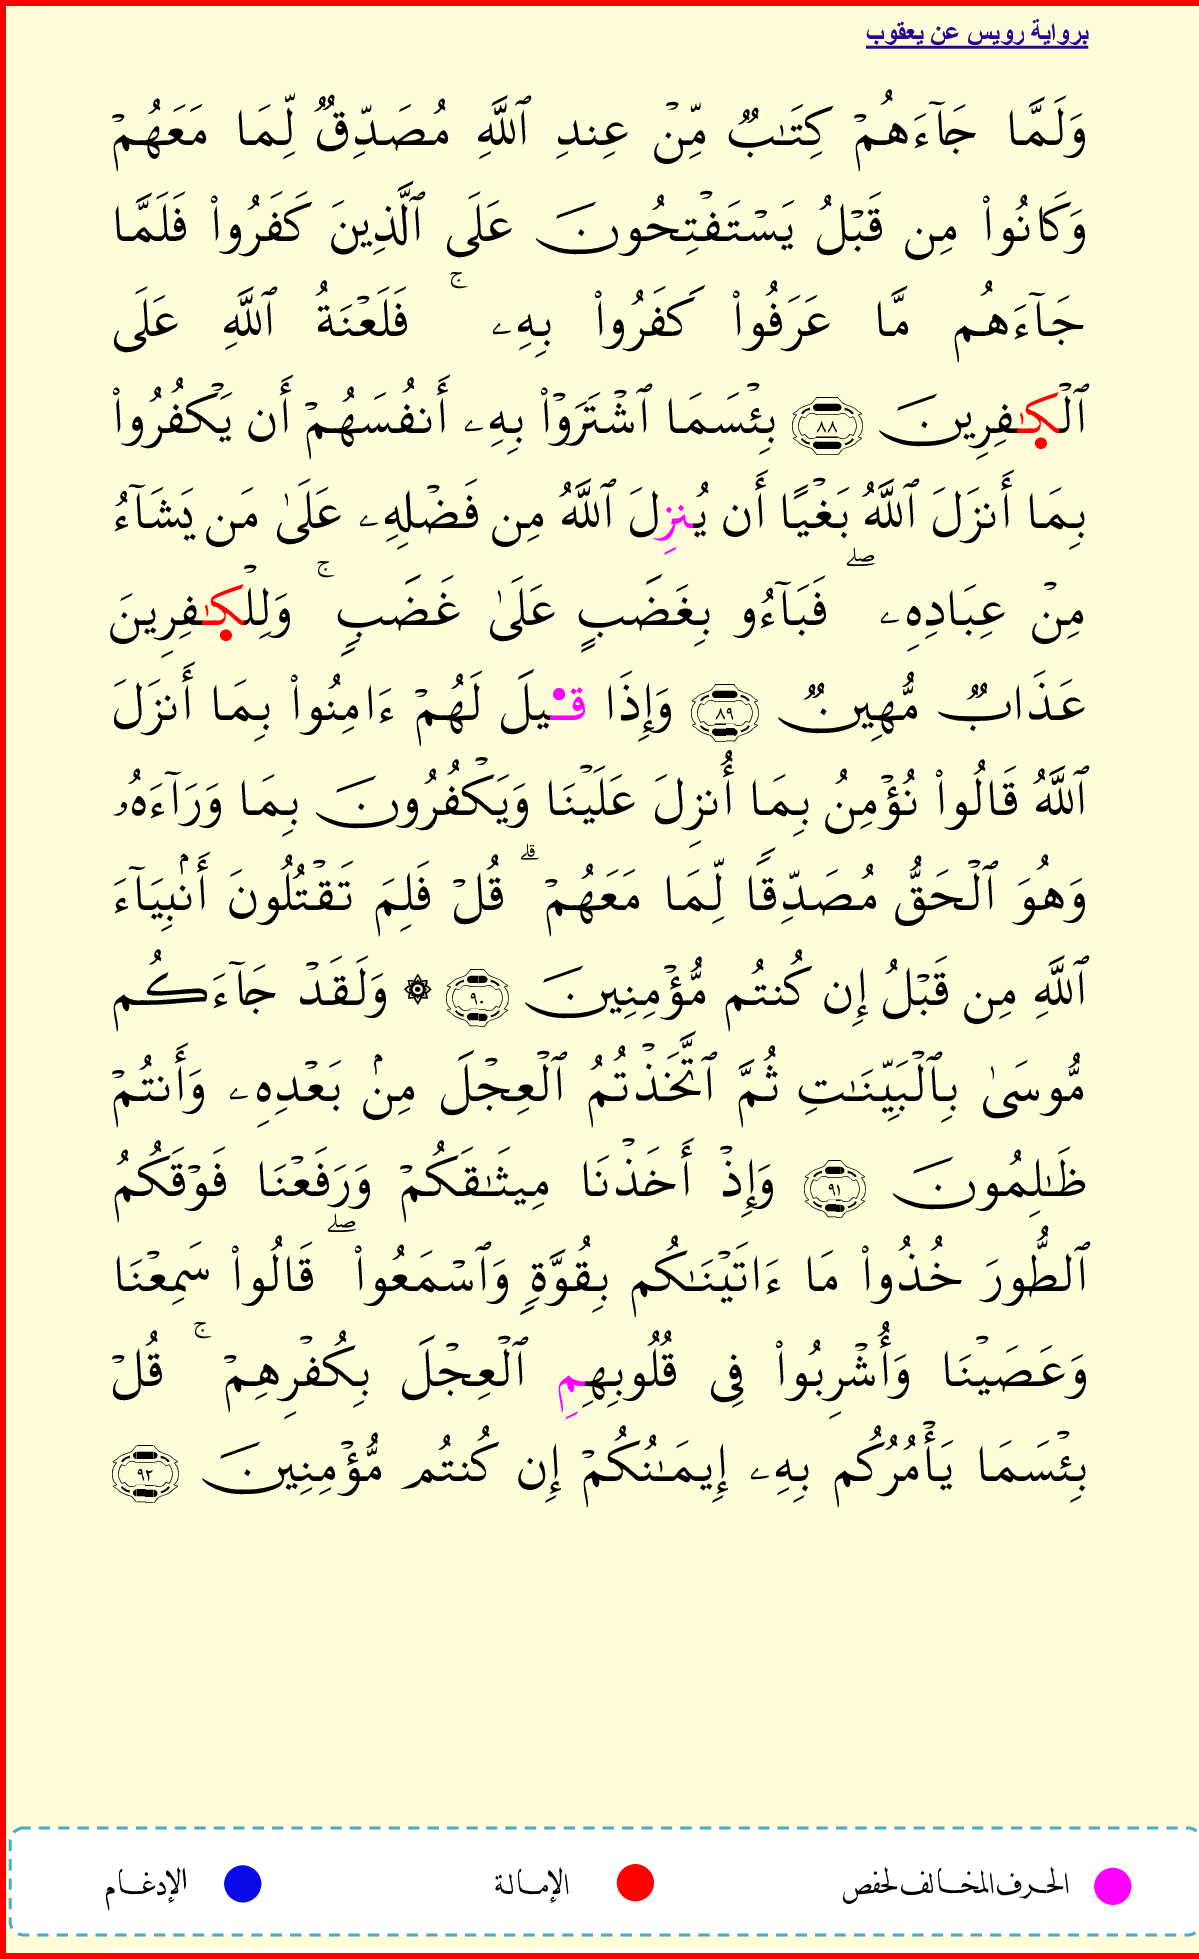 برواية رويس عن يعقوب
وَلَمَّا جَآءَهُمْ كِتَـٰبٌ مِّنْ عِندِ ٱللَّهِ مُصَدِّقٌ لِّمَا مَعَهُمْ
وَكَانُوا۟ مِن قَبْلُ يَسْتَفْتِحُونَ عَلَى ٱلَّذِينَ كَفَرُوا۟ فَلَمَّا
جَآءَهُم مَّا عَرَفُوا۟ كَفَرُوا۟ بِهِۦ ۚ فَلَعْنَةُ ٱللَّهِ عَلَى
ٱلْكَـٰفِرِينَ ٨٨ بِئْسَمَا ٱشْتَرَوْا۟ بِهِۦ أَنفُسَهُمْ أَن يَكْفُرُوا۟
بِمَا أَنزَلَ ٱللَّهُ بَغْيًا أَن يُنزِلَ ٱللَّهُ مِن فَضْلِهِۦ عَلَىٰ مَن يَشَآءُ
مِنْ عِبَادِهِۦ ۖ فَبَآءُو بِغَضَبٍ عَلَىٰ غَضَبٍ ۚ وَلِلْكَـٰفِرِينَ
عَذَابٌ مُّهِينٌ ٨٩ وَإِذَا قِيلَ لَهُمْ ءَامِنُوا۟ بِمَا أَنزَلَ
ٱللَّهُ قَالُوا۟ نُؤْمِنُ بِمَا أُنزِلَ عَلَيْنَا وَيَكْفُرُونَ بِمَا وَرَآءَهُۥ
وَهُوَ ٱلْحَقُّ مُصَدِّقًا لِّمَا مَعَهُمْ ۗ قُلْ فَلِمَ تَقْتُلُونَ أَنۢبِيَآءَ
ٱللَّهِ مِن قَبْلُ إِن كُنتُم مُّؤْمِنِينَ ٩٠ ۞ وَلَقَدْ جَآءَكُم
مُّوسَىٰ بِٱلْبَيِّنَـٰتِ ثُمَّ ٱتَّخَذْتُمُ ٱلْعِجْلَ مِنۢ بَعْدِهِۦ وَأَنتُمْ
ظَـٰلِمُونَ ٩١ وَإِذْ أَخَذْنَا مِيثَـٰقَكُمْ وَرَفَعْنَا فَوْقَكُمُ
ٱلطُّورَ خُذُوا۟ مَا ءَاتَيْنَـٰكُم بِقُوَّةٍ وَٱسْمَعُوا۟ ۖ قَالُوا۟ سَمِعْنَا
وَعَصَيْنَا وَأُشْرِبُوا۟ فِى قُلُوبِهِمِ ٱلْعِجْلَ بِكُفْرِهِمْ ۚ قُلْ
بِئْسَمَا يَأْمُرُكُم بِهِۦ إِيمَـٰنُكُمْ إِن كُنتُم مُّؤْمِنِينَ ٩٢
الحرف المخالف لحفص الإمالة الإدغام